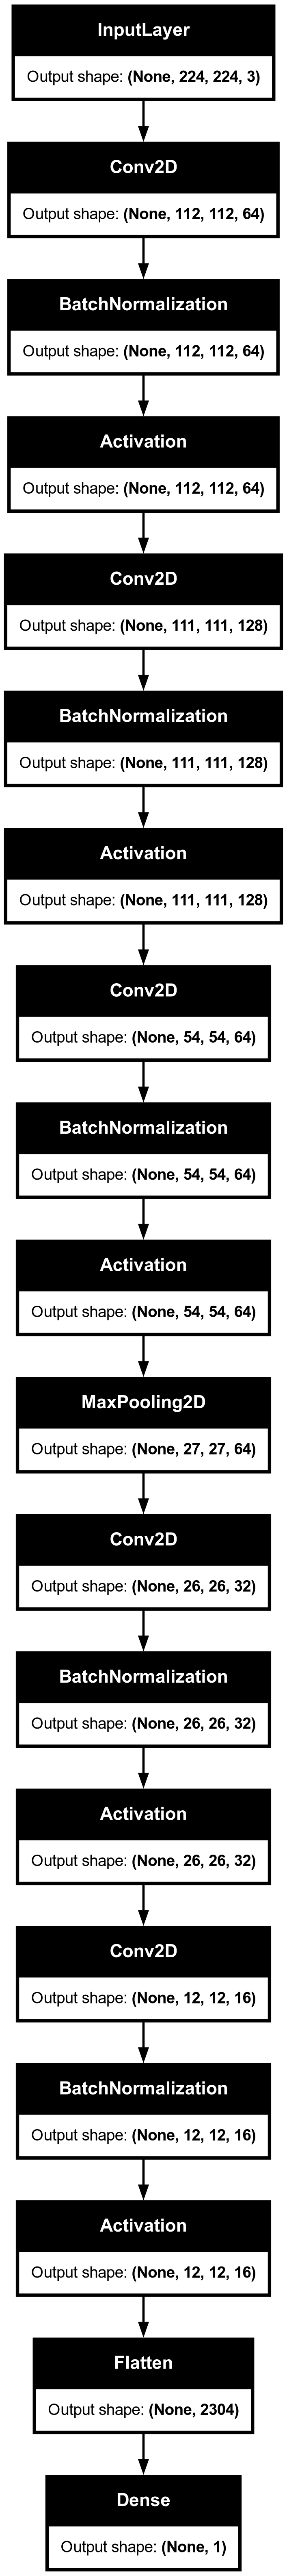 InputLayer
Output shape: (None, 224, 224, 3)
Conv2D
Output shape: (None, 112, 112, 64)
BatchNormalization
Output shape: (None, 112, 112, 64)
Activation
Output shape: (None, 112, 112, 64)
Conv2D
Output shape: (None, 111, 111, 128)
BatchNormalization
Output shape: (None, 111, 111, 128)
Activation
Output shape: (None, 111, 111, 128)
Conv2D
Output shape: (None, 54, 54, 64)
BatchNormalization
Output shape: (None, 54, 54, 64)
Activation
Output shape: (None, 54, 54, 64)
MaxPooling2D
Output shape: (None, 27, 27, 64)
Conv2D
Output shape: (None, 26, 26, 32)
BatchNormalization
Output shape: (None, 26, 26, 32)
Activation
Output shape: (None, 26, 26, 32)
Conv2D
Output shape: (None, 12, 12, 16)
BatchNormalization
Output shape: (None, 12, 12, 16)
Activation
Output shape: (None, 12, 12, 16)
Flatten
Output shape: (None, 2304)
Dense
Output shape: (None, 1)